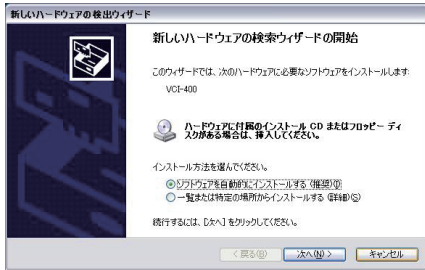 新しいハードウェアの検出ウィザード
新しいハードウェアの検索ウィザードの開始
このウィザードでは、次のハードウェアに必要なソフトウェアをインストールします:
VCI-400
ハードウェアに付属のインストール CD またはフロッピー ディ
スクがある場合は、挿入してください。
インストール方法を選んでください。
ソフトウェアを自動的にインストールする (推奨)(I)
一覧または特定の場所からインストールする (詳細)(S)
続行するには、[次へ] をクリックしてください。
< 戻る(B) 次へ(N) > キャンセル